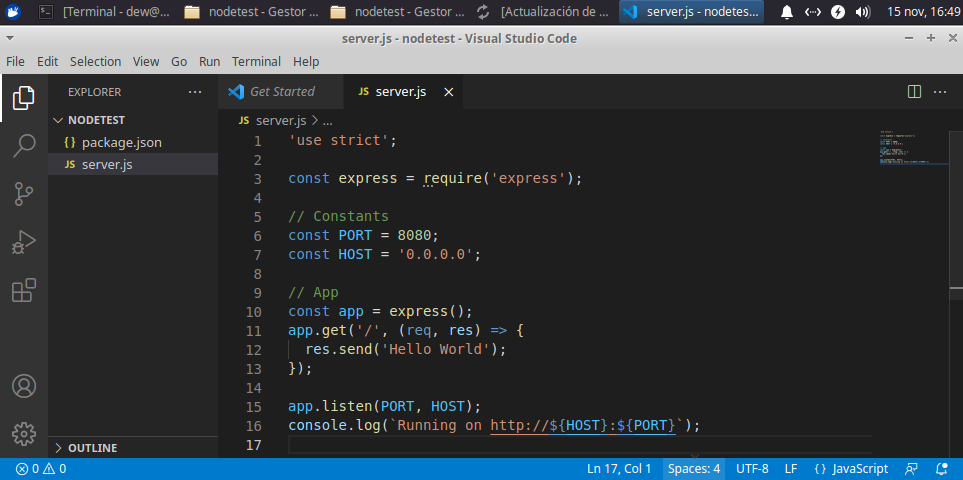 [Terminal - dew@... nodetest - Gestor ... nodetest - Gestor ... [Actualización de ... server.js - nodetes... 15 nov, 16:49
server.js - nodetest - Visual Studio Code
File Edit Selection View Go Run Terminal Help
EXPLORER ... Get Started JS server.js
NODETEST
{} package.json
JS server.js
JS server.js > ...
1 'use strict';
2
3 const express = require('express');
4
5 // Constants
6 const PORT = 8080;
7 const HOST = '0.0.0.0';
8
9 // App
10 const app = express();
11 app.get('/', (req, res) => {
12 res.send('Hello World');
13 });
14
15 app.listen(PORT, HOST);
16 console.log(`Running on http://${HOST}:${PORT}`);
17
OUTLINE
0 0 Ln 17, Col 1 Spaces: 4 UTF-8 LF {} JavaScript